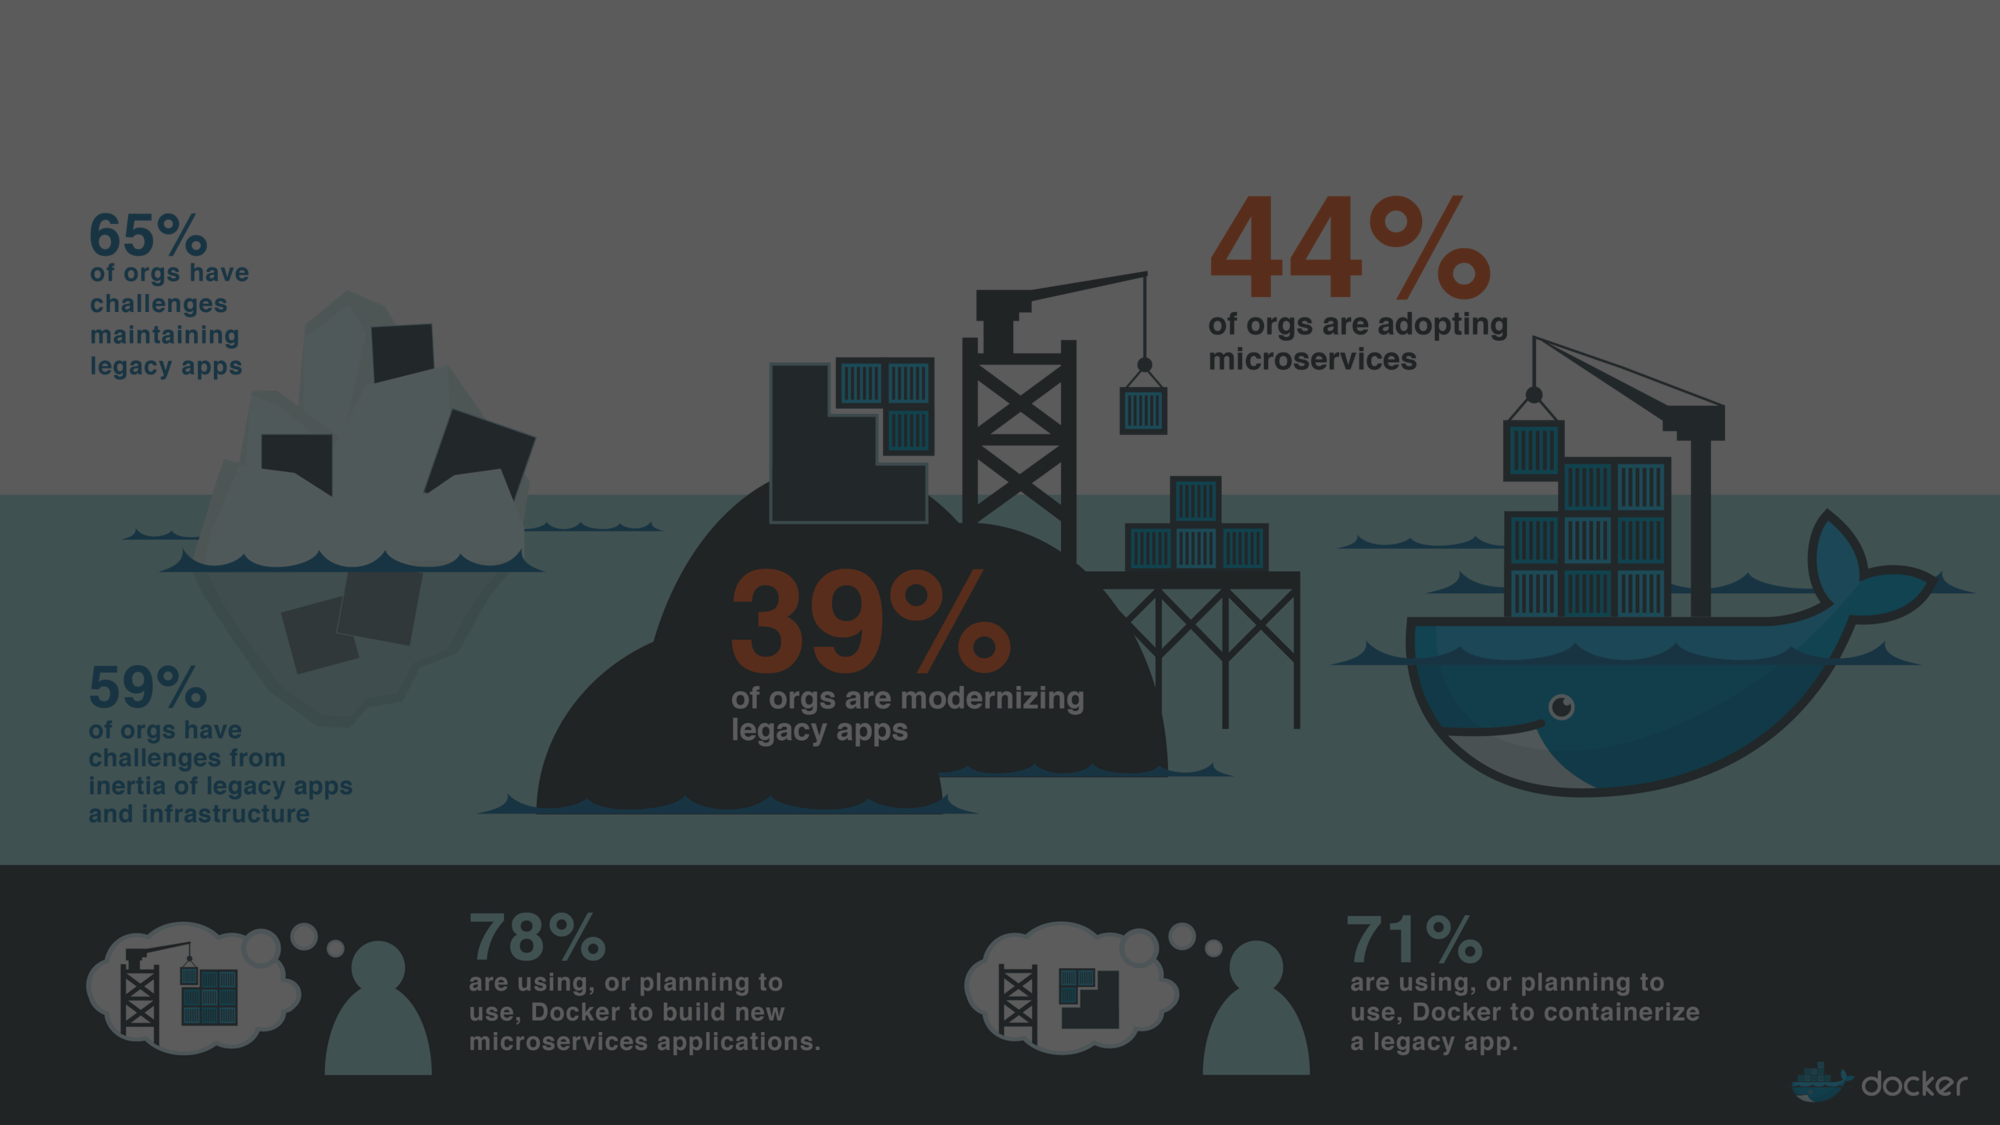 65%
of orgs have
challenges
maintaining
legacy apps
44%
of orgs are adopting
microservices
39%
of orgs are modernizing
legacy apps
59%
of orgs have
challenges from
inertia of legacy apps
and infrastructure
78%
are using, or planning to
use, Docker to build new
microservices applications.
71%
are using, or planning to
use, Docker to containerize
a legacy app.
docker